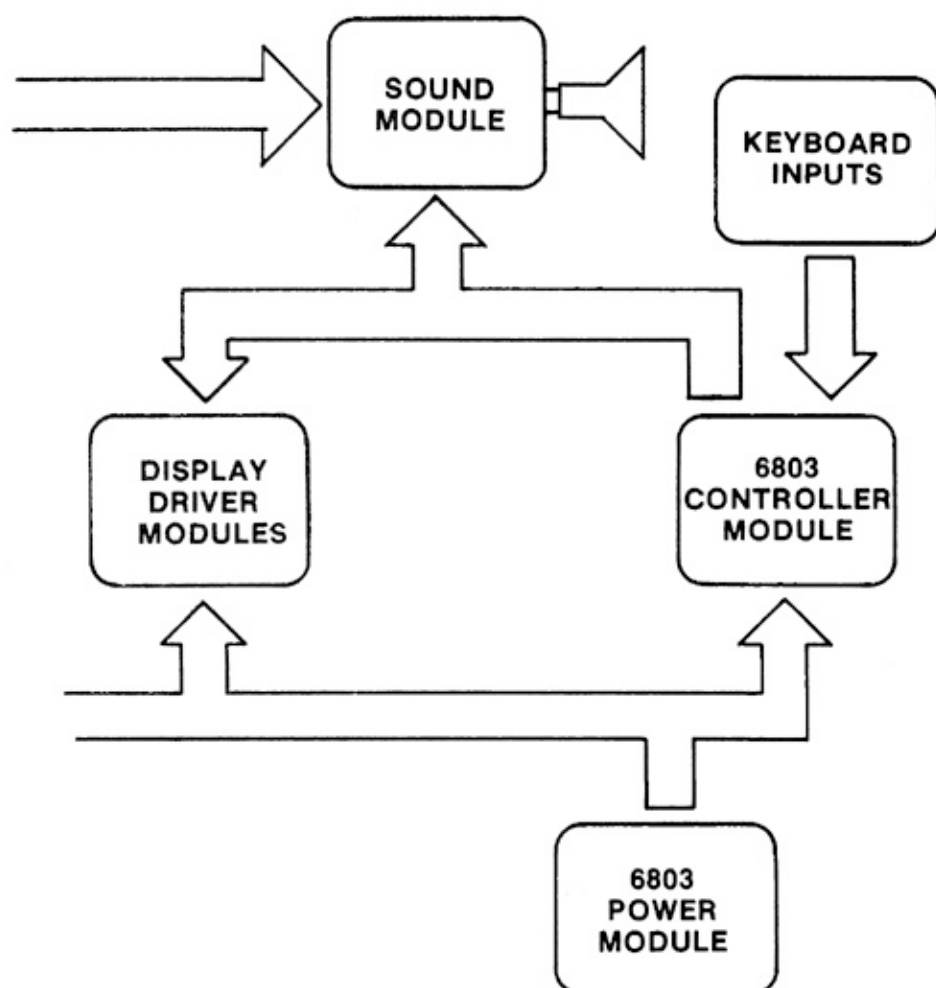 SOUND
MODULE
KEYBOARD
INPUTS
DISPLAY
DRIVER
MODULES
6803
CONTROLLER
MODULE
6803
POWER
MODULE